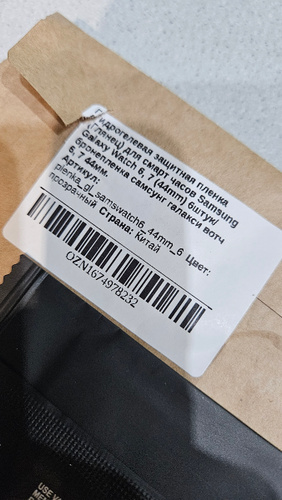 Гидрогелевая защитная пленка
(Глянец) для смарт часов Samsung
Galaxy Watch 6, 7 (44mm) 6штук/
бронепленка самсунг галакси вотч
6, 7 44мм.
Артикул:
plenka_gl_samswatch6_44mm_6 Цвет:
прозрачный Страна: Китай
OZN1674978232
USE